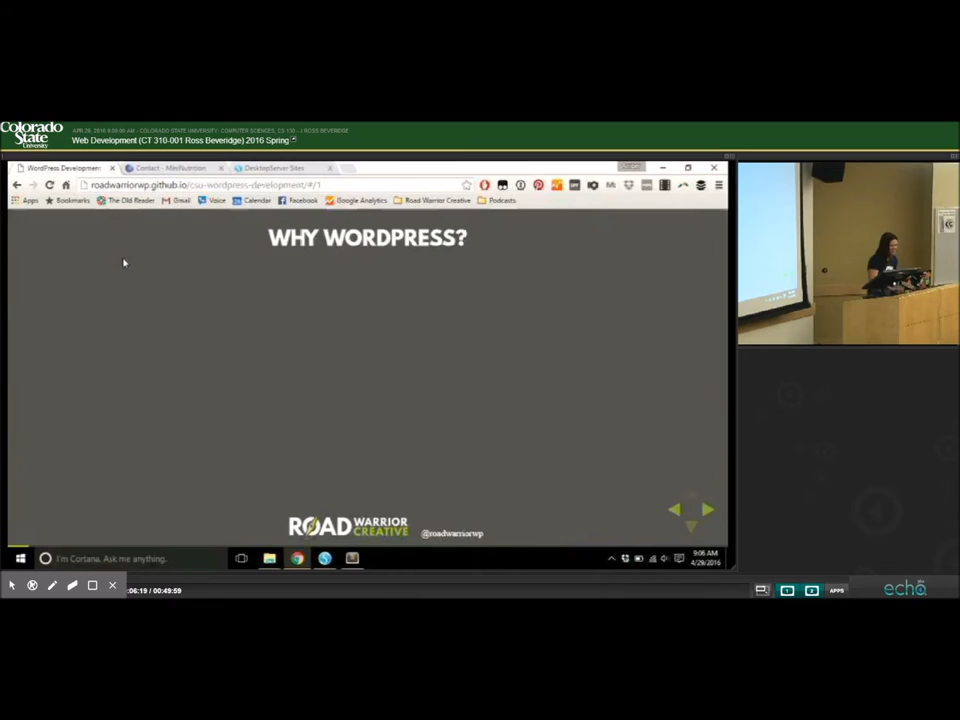 Colorado
State
University
APR 29, 2016 9:00:00 AM - COLORADO STATE UNIVERSITY: COMPUTER SCIENCES, CS 130 - J ROSS BEVERIDGE
Web Development (CT 310-001 Ross Beveridge) 2016 Spring
WordPress Development
Contact - MiniNutrition
DesktopServer Sites
roadwarriorwp.github.io/csu-wordpress-development/#/1
Apps Bookmarks The Old Reader Gmail Voice Calendar Facebook Google Analytics Road Warrior Creative Podcasts
WHY WORDPRESS?
ROAD WARRIOR
CREATIVE
@roadwarriorwp
I'm Cortana. Ask me anything.
9:06 AM
4/29/2016
:06:19 / 00:49:59
1 2 APPS
echo